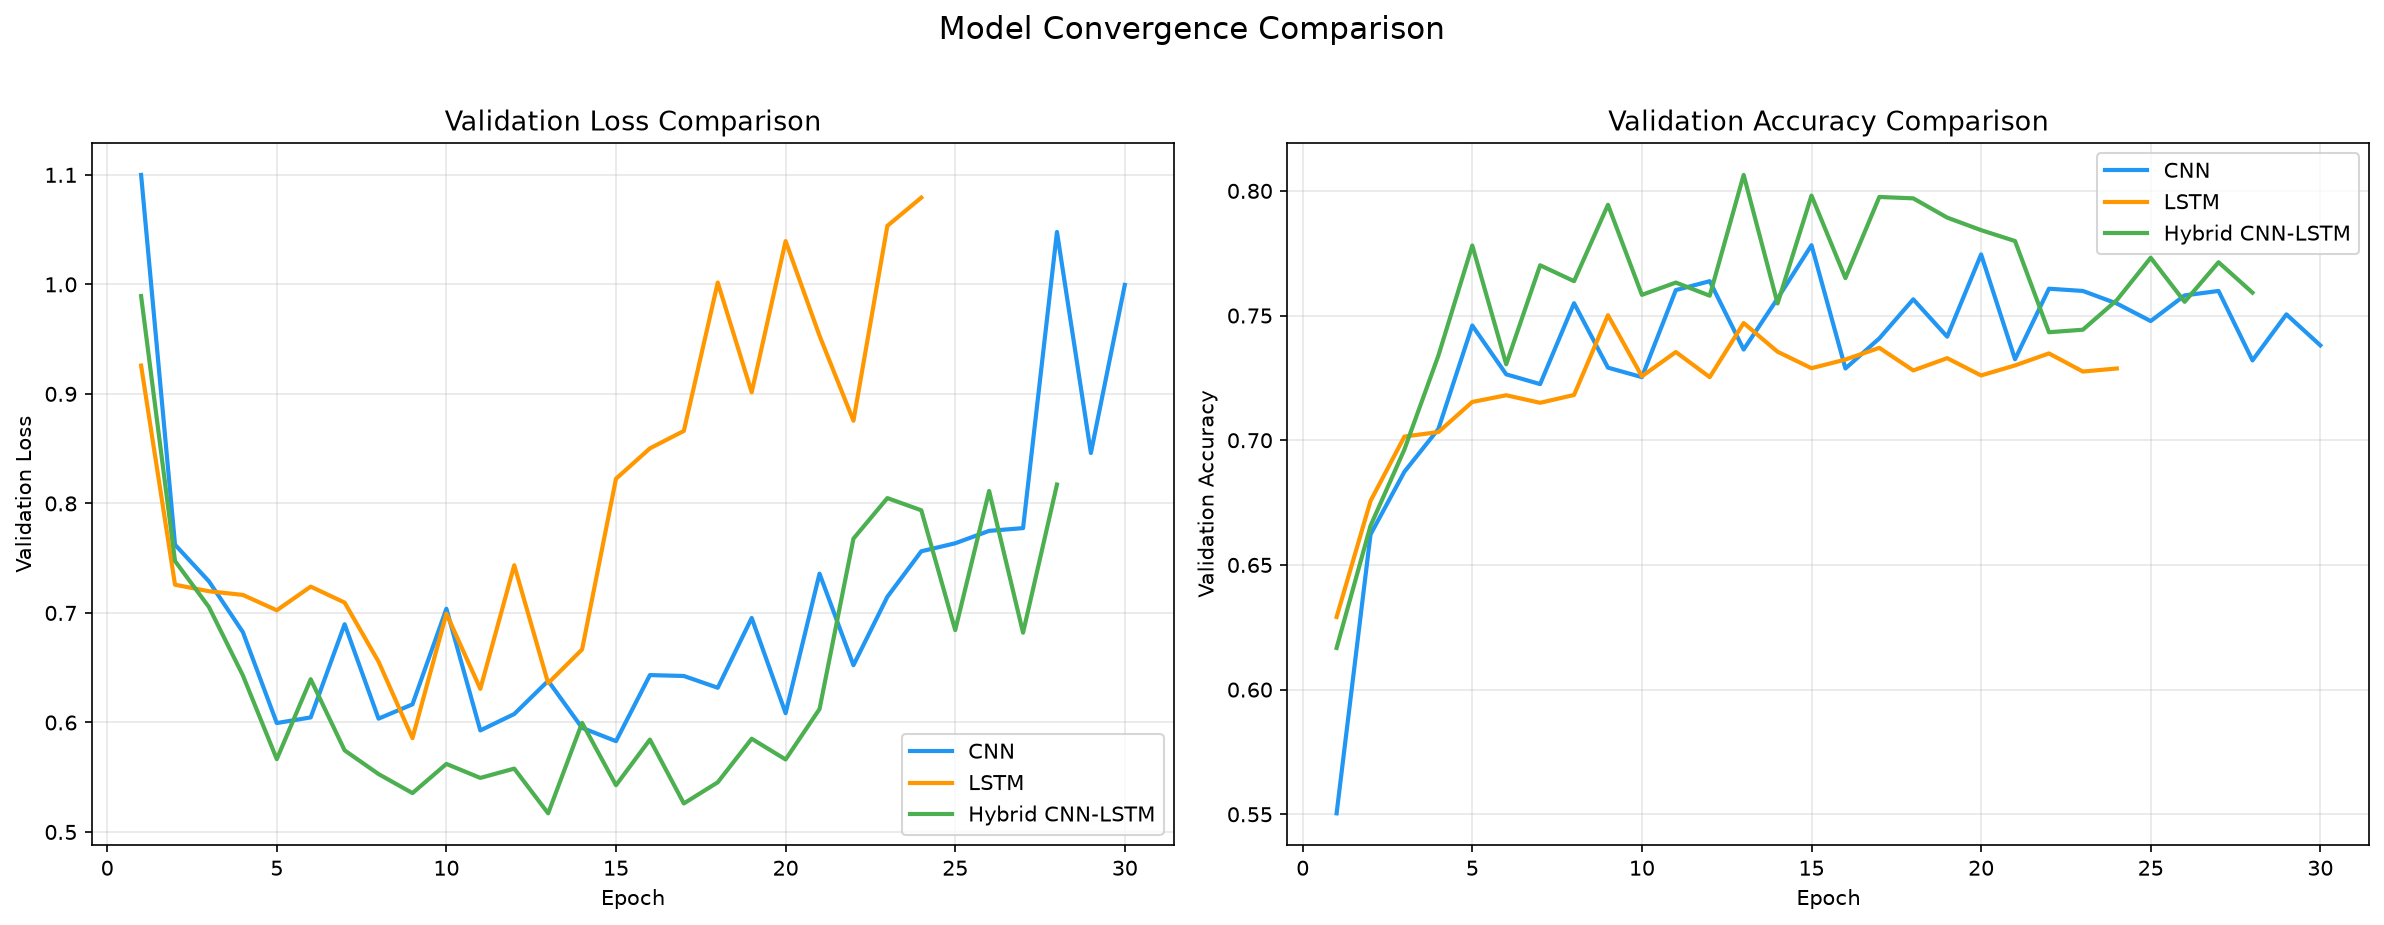 Model Convergence Comparison
Validation Loss Comparison
1.1
1.0
0.9
0.8
0.7
0.6
0.5
Validation Loss
0 5 10 15 20 25 30
Epoch
CNN
LSTM
Hybrid CNN-LSTM
Validation Accuracy Comparison
0.80
0.75
0.70
0.65
0.60
0.55
Validation Accuracy
0 5 10 15 20 25 30
Epoch
CNN
LSTM
Hybrid CNN-LSTM